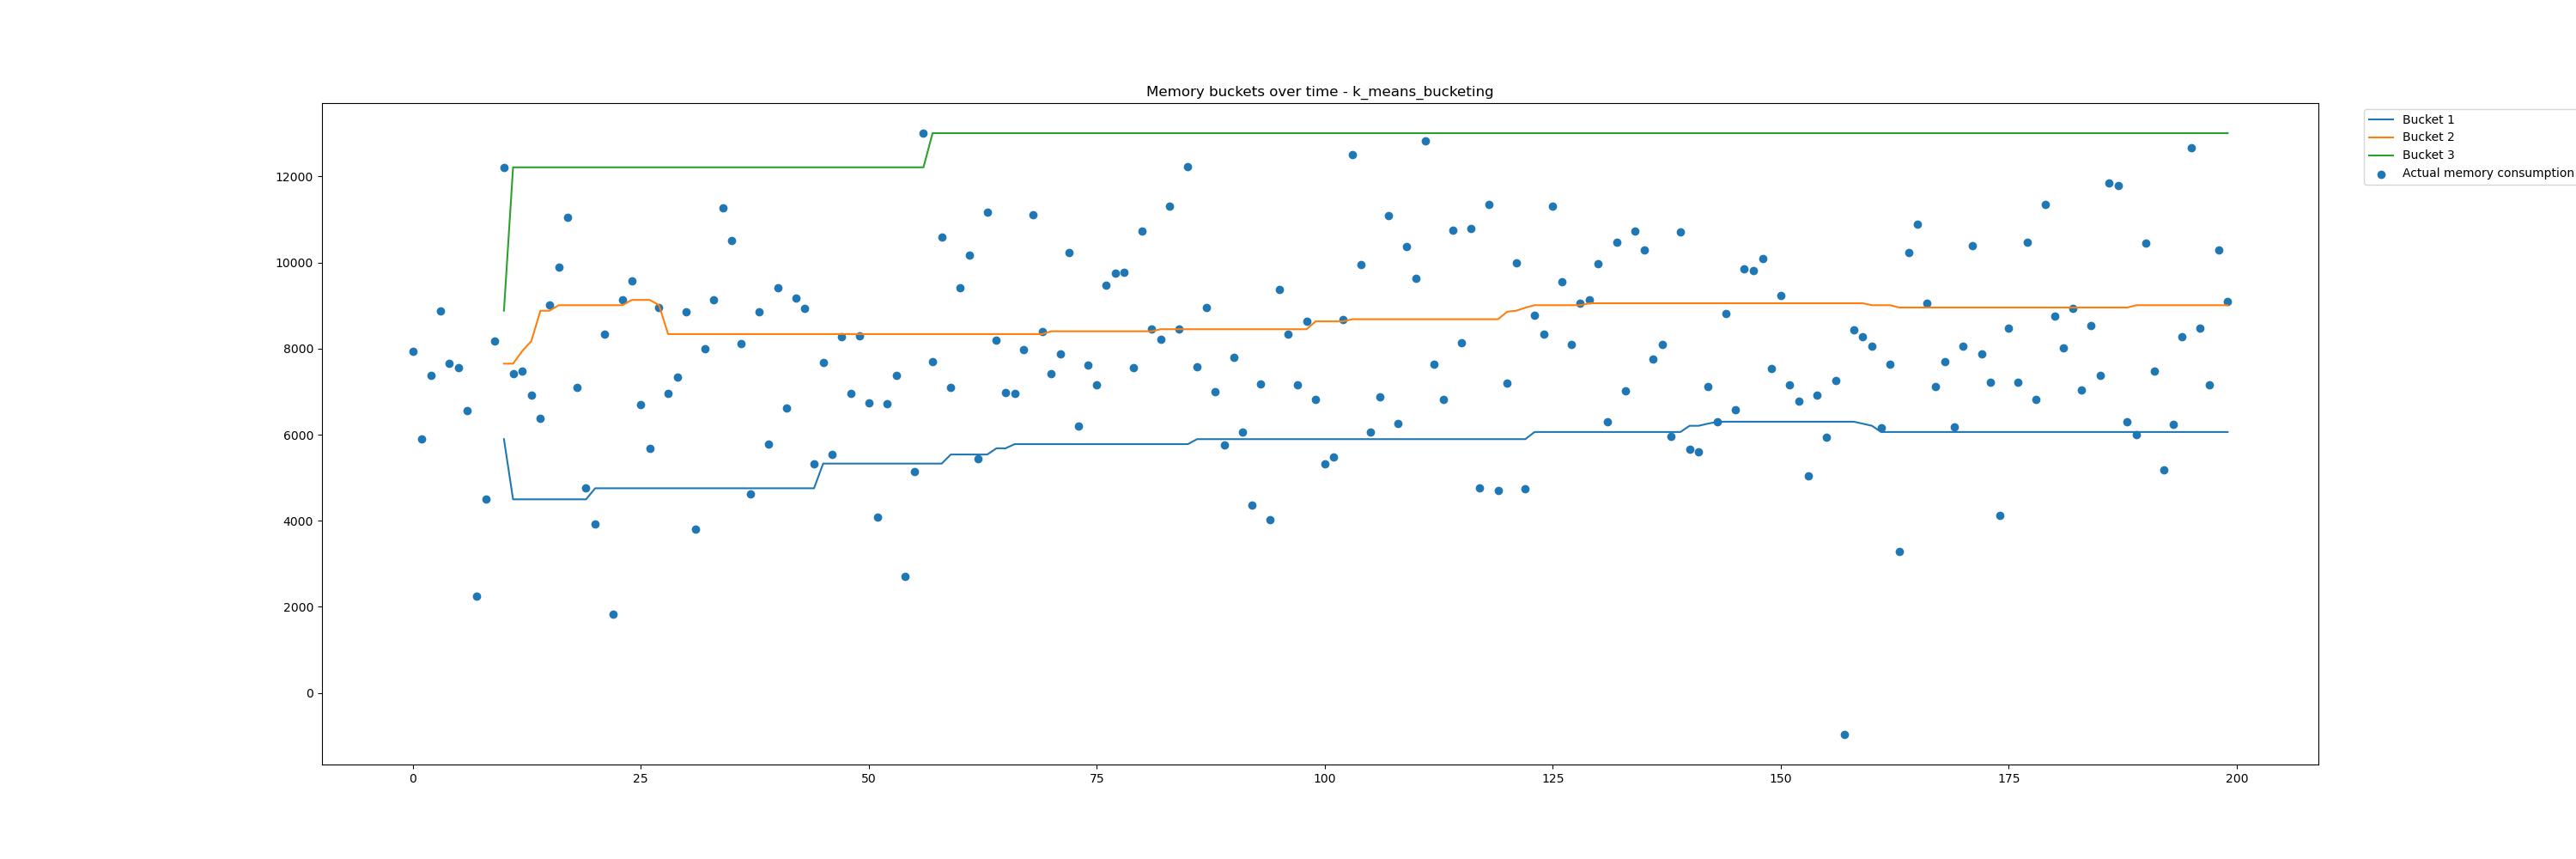 Memory buckets over time - k_means_bucketing
Bucket 1
Bucket 2
Bucket 3
Actual memory consumption
12000
10000
8000
6000
4000
2000
0
0 25 50 75 100 125 150 175 200